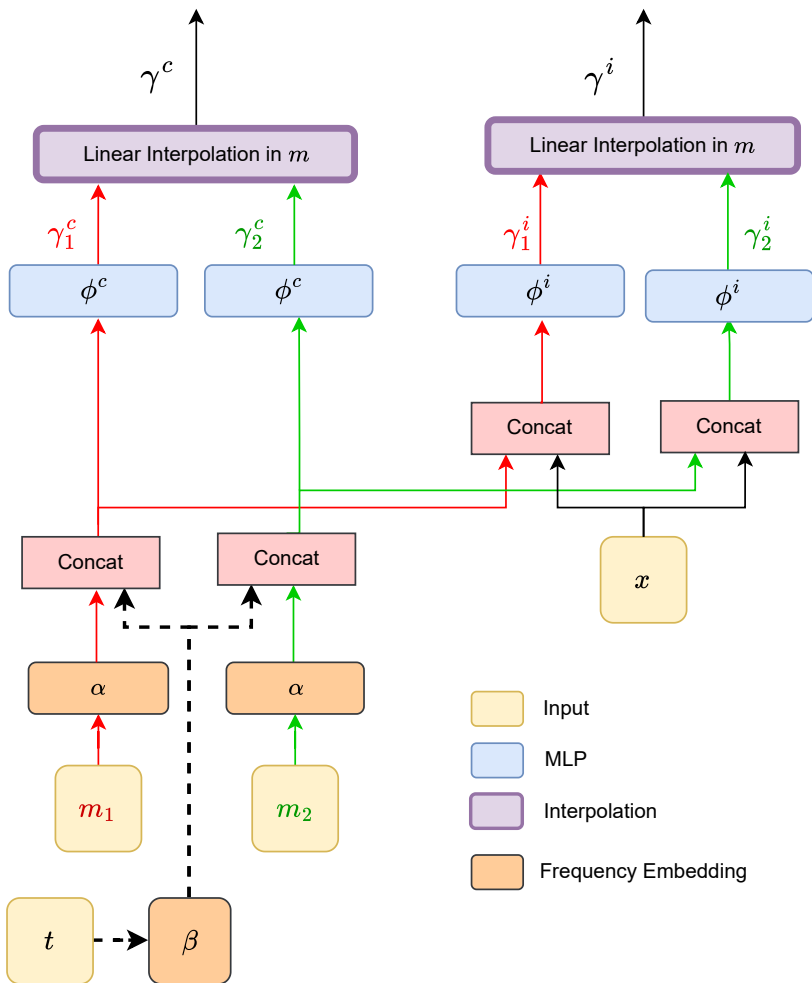 γ^c
γ^i
Linear Interpolation in m
Linear Interpolation in m
γ_1^c
γ_2^c
γ_1^i
γ_2^i
ϕ^c
ϕ^c
ϕ^i
ϕ^i
Concat
Concat
Concat
Concat
x
α
α
m_1
m_2
t
β
Input
MLP
Interpolation
Frequency Embedding